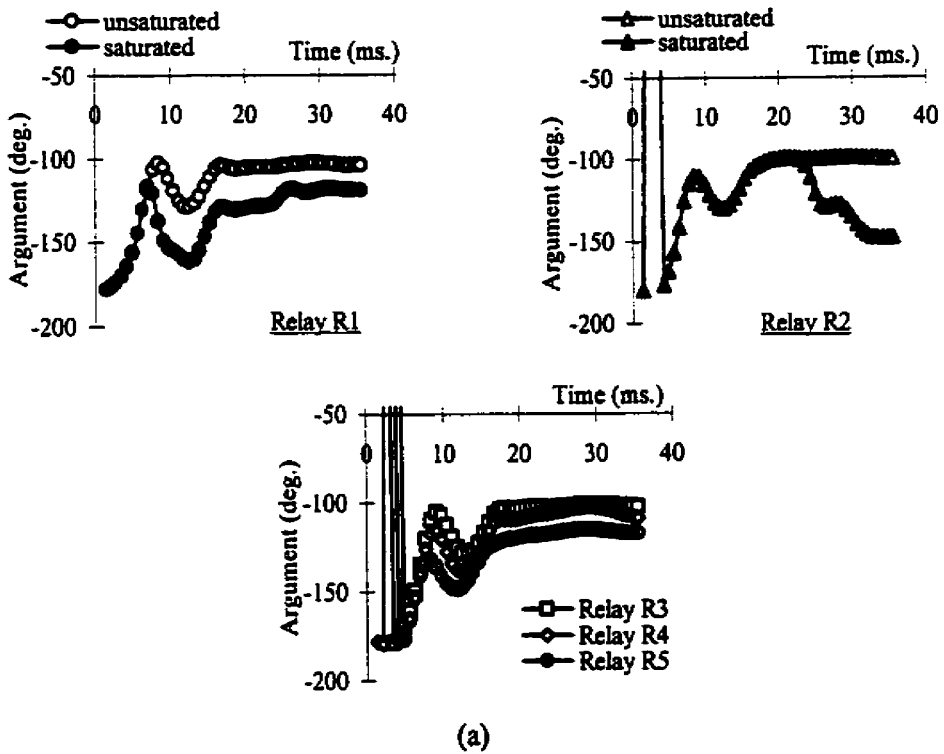 unsaturated
saturated
Time (ms.)
-50
0 10 20 30 40
-100
-150
-200
Argument (deg.)
Relay R1
unsaturated
saturated
Time (ms.)
-50
0 10 20 30 40
-100
-150
-200
Argument (deg.)
Relay R2
Time (ms.)
-50
0 10 20 30 40
-100
-150
-200
Argument (deg.)
Relay R3
Relay R4
Relay R5
(a)